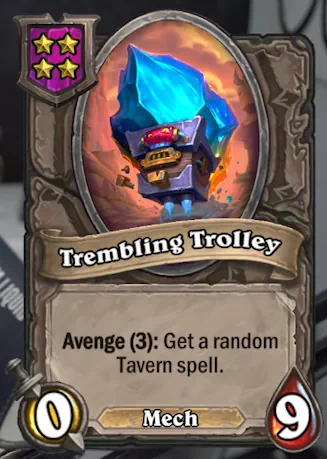 Trembling Trolley
Avenge (3): Get a random
Tavern spell.
0
Mech
9